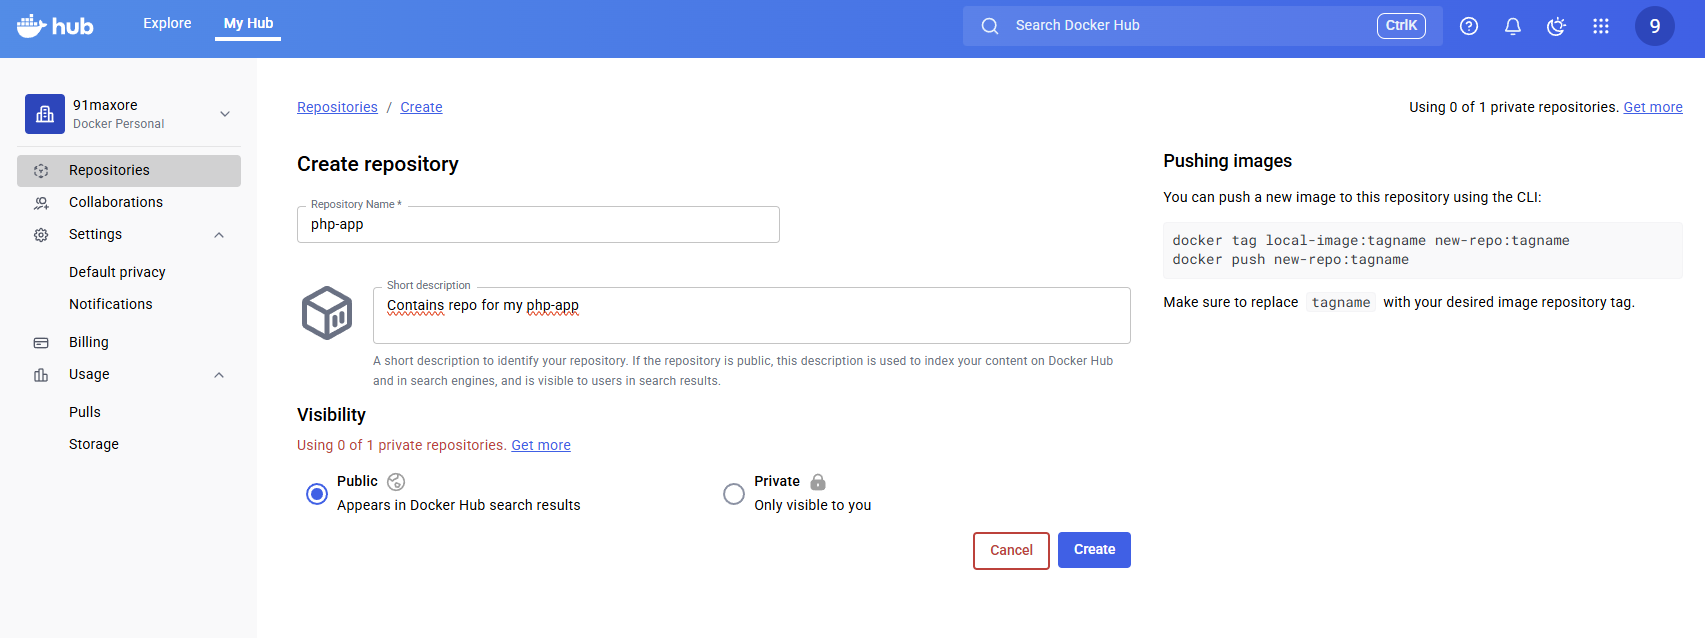 hub
Explore
My Hub
Search Docker Hub
CtrlK
9
91maxore
Docker Personal
Repositories
Collaborations
Settings
Default privacy
Notifications
Billing
Usage
Pulls
Storage
Repositories / Create
Using 0 of 1 private repositories. Get more
Create repository
Repository Name *
php-app
Short description
Contains repo for my php-app
A short description to identify your repository. If the repository is public, this description is used to index your content on Docker Hub
and in search engines, and is visible to users in search results.
Visibility
Using 0 of 1 private repositories. Get more
Public
Appears in Docker Hub search results
Private
Only visible to you
Cancel
Create
Pushing images
You can push a new image to this repository using the CLI:
docker tag local-image:tagname new-repo:tagname
docker push new-repo:tagname
Make sure to replace tagname with your desired image repository tag.